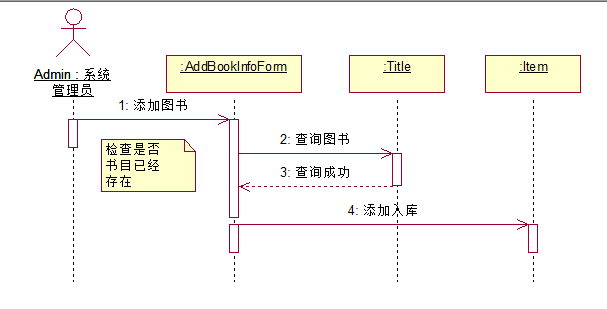 Admin : 系统
管理员
:AddBookInfoForm
:Title
:Item
1: 添加图书
检查是否
书目已经
存在
2: 查询图书
3: 查询成功
4: 添加入库